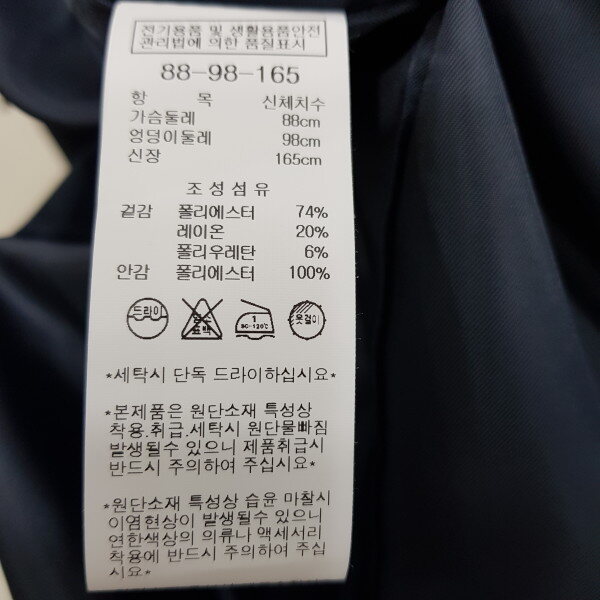 전기용품 및 생활용품안전
관리법에 의한 품질표시
88-98-165
항 목 신체치수
가슴둘레 88cm
엉덩이둘레 98cm
신장 165cm
조성섬유
겉감 폴리에스터 74%
레이온 20%
폴리우레탄 6%
안감 폴리에스터 100%
드라이 표백 1 80~120℃ 옷걸이
*세탁시 단독 드라이하십시요*
*본제품은 원단소재 특성상
착용.취급.세탁시 원단물빠짐
발생될수 있으니 제품취급시
반드시 주의하여 주십시요*
*원단소재 특성상 습윤 마찰시
이염현상이 발생될수 있으니
연한색상의 의류나 액세서리
착용에 반드시 주의하여 주십
시요*